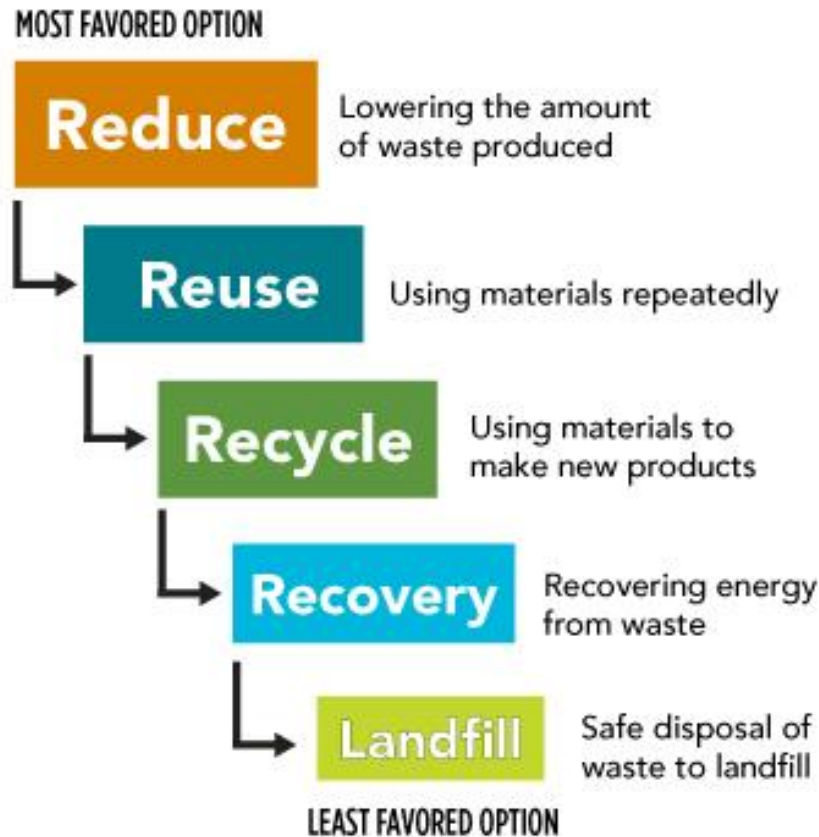 MOST FAVORED OPTION
Reduce
Lowering the amount
of waste produced
Reuse
Using materials repeatedly
Recycle
Using materials to
make new products
Recovery
Recovering energy
from waste
Landfill
Safe disposal of
waste to landfill
LEAST FAVORED OPTION